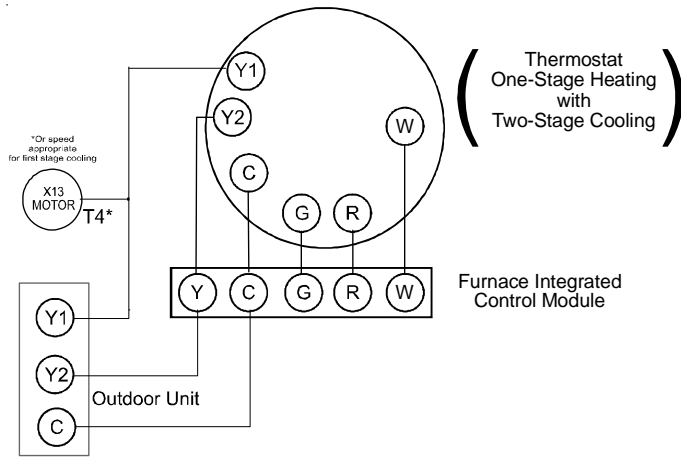 Y1
Y2
W
C
G
R
Thermostat
One-Stage Heating
with
Two-Stage Cooling
*Or speed
appropriate
for first stage cooling
X13
MOTOR
T4*
Y
C
G
R
W
Furnace Integrated
Control Module
Y1
Y2
C
Outdoor Unit